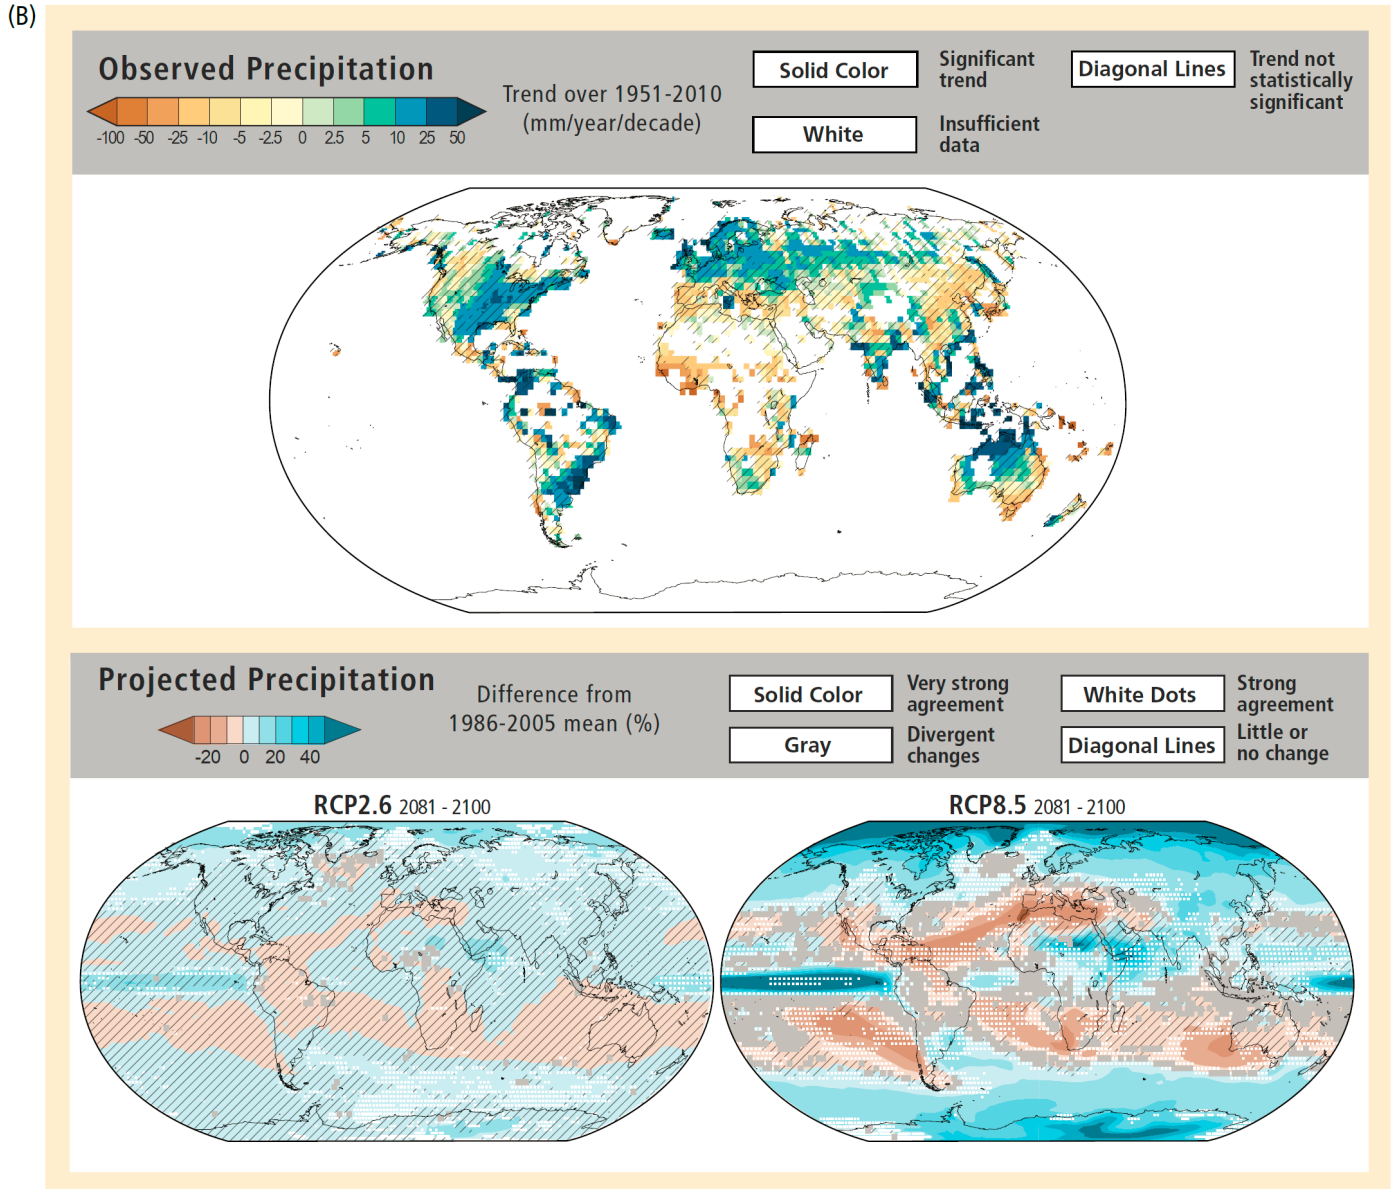 (B)
Observed Precipitation
-100 -50 -25 -10 -5 -2.5 0 2.5 5 10 25 50
Trend over 1951-2010
(mm/year/decade)
Solid Color
Significant
trend
Diagonal Lines
Trend not
statistically
significant
White
Insufficient
data
Projected Precipitation
-20 0 20 40
Difference from
1986-2005 mean (%)
Solid Color
Very strong
agreement
White Dots
Strong
agreement
Gray
Divergent
changes
Diagonal Lines
Little or
no change
RCP2.6 2081 - 2100
RCP8.5 2081 - 2100